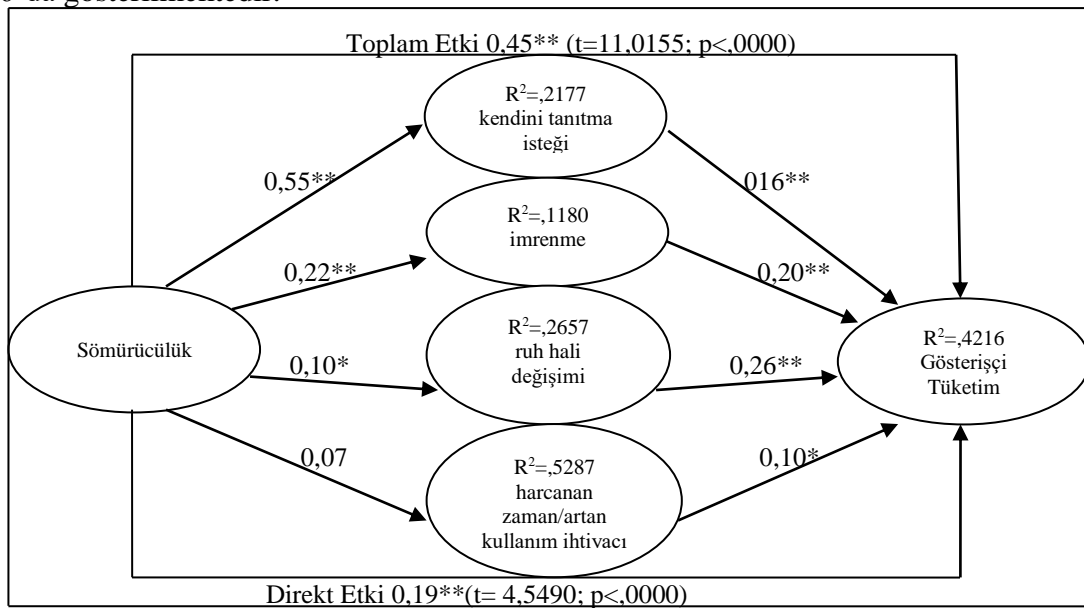 gösterilmektedir.
Toplam Etki 0,45** (t=11,0155; p<,0000)
R²=,2177
kendini tanıtma
isteği
0,55**
016**
R²=,1180
imrenme
0,22**
0,20**
Sömürücülük
R²=,2657
ruh hali
değişimi
0,10*
0,26**
R²=,4216
Gösterişçi
Tüketim
0,07
R²=,5287
harcanan
zaman/artan
kullanım ihtivacı
0,10*
Direkt Etki 0,19**(t= 4,5490; p<,0000)